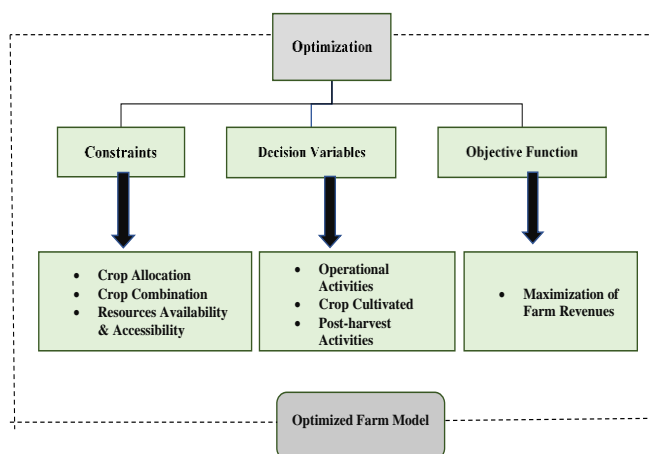 Optimization
Constraints
Decision Variables
Objective Function
• Crop Allocation
• Crop Combination
• Resources Availability
& Accessibility
• Operational
Activities
• Crop Cultivated
• Post-harvest
Activities
• Maximization of
Farm Revenues
Optimized Farm Model